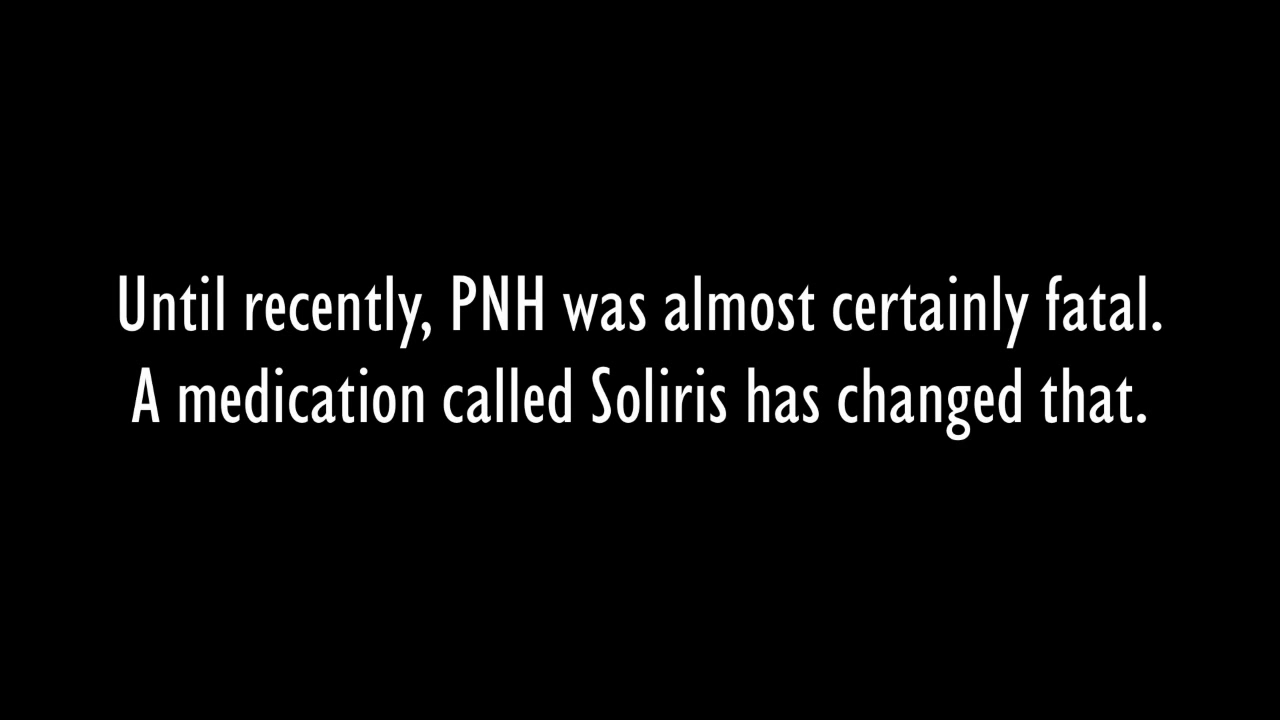 Until recently, PNH was almost certainly fatal.
A medication called Soliris has changed that.